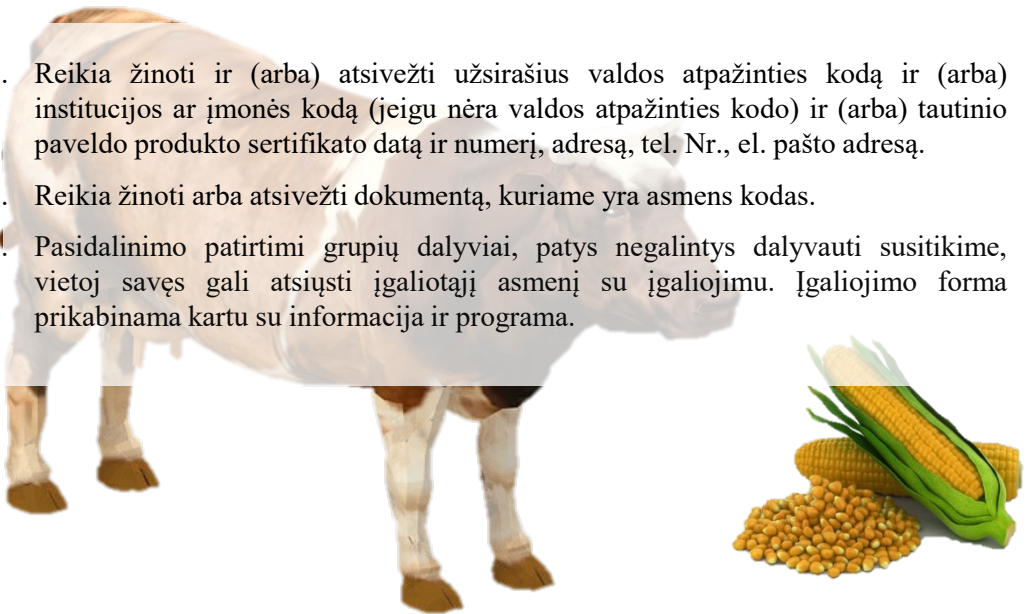 . Reikia žinoti ir (arba) atsivežti užsirašius valdos atpažinties kodą ir (arba)
institucijos ar įmonės kodą (jeigu nėra valdos atpažinties kodo) ir (arba) tautinio
paveldo produkto sertifikato datą ir numerį, adresą, tel. Nr., el. pašto adresą.
. Reikia žinoti arba atsivežti dokumentą, kuriame yra asmens kodas.
. Pasidalinimo patirtimi grupių dalyviai, patys negalintys dalyvauti susitikime,
vietoj savęs gali atsiųsti įgaliotąjį asmenį su įgaliojimu. Įgaliojimo forma
prikabinama kartu su informacija ir programa.